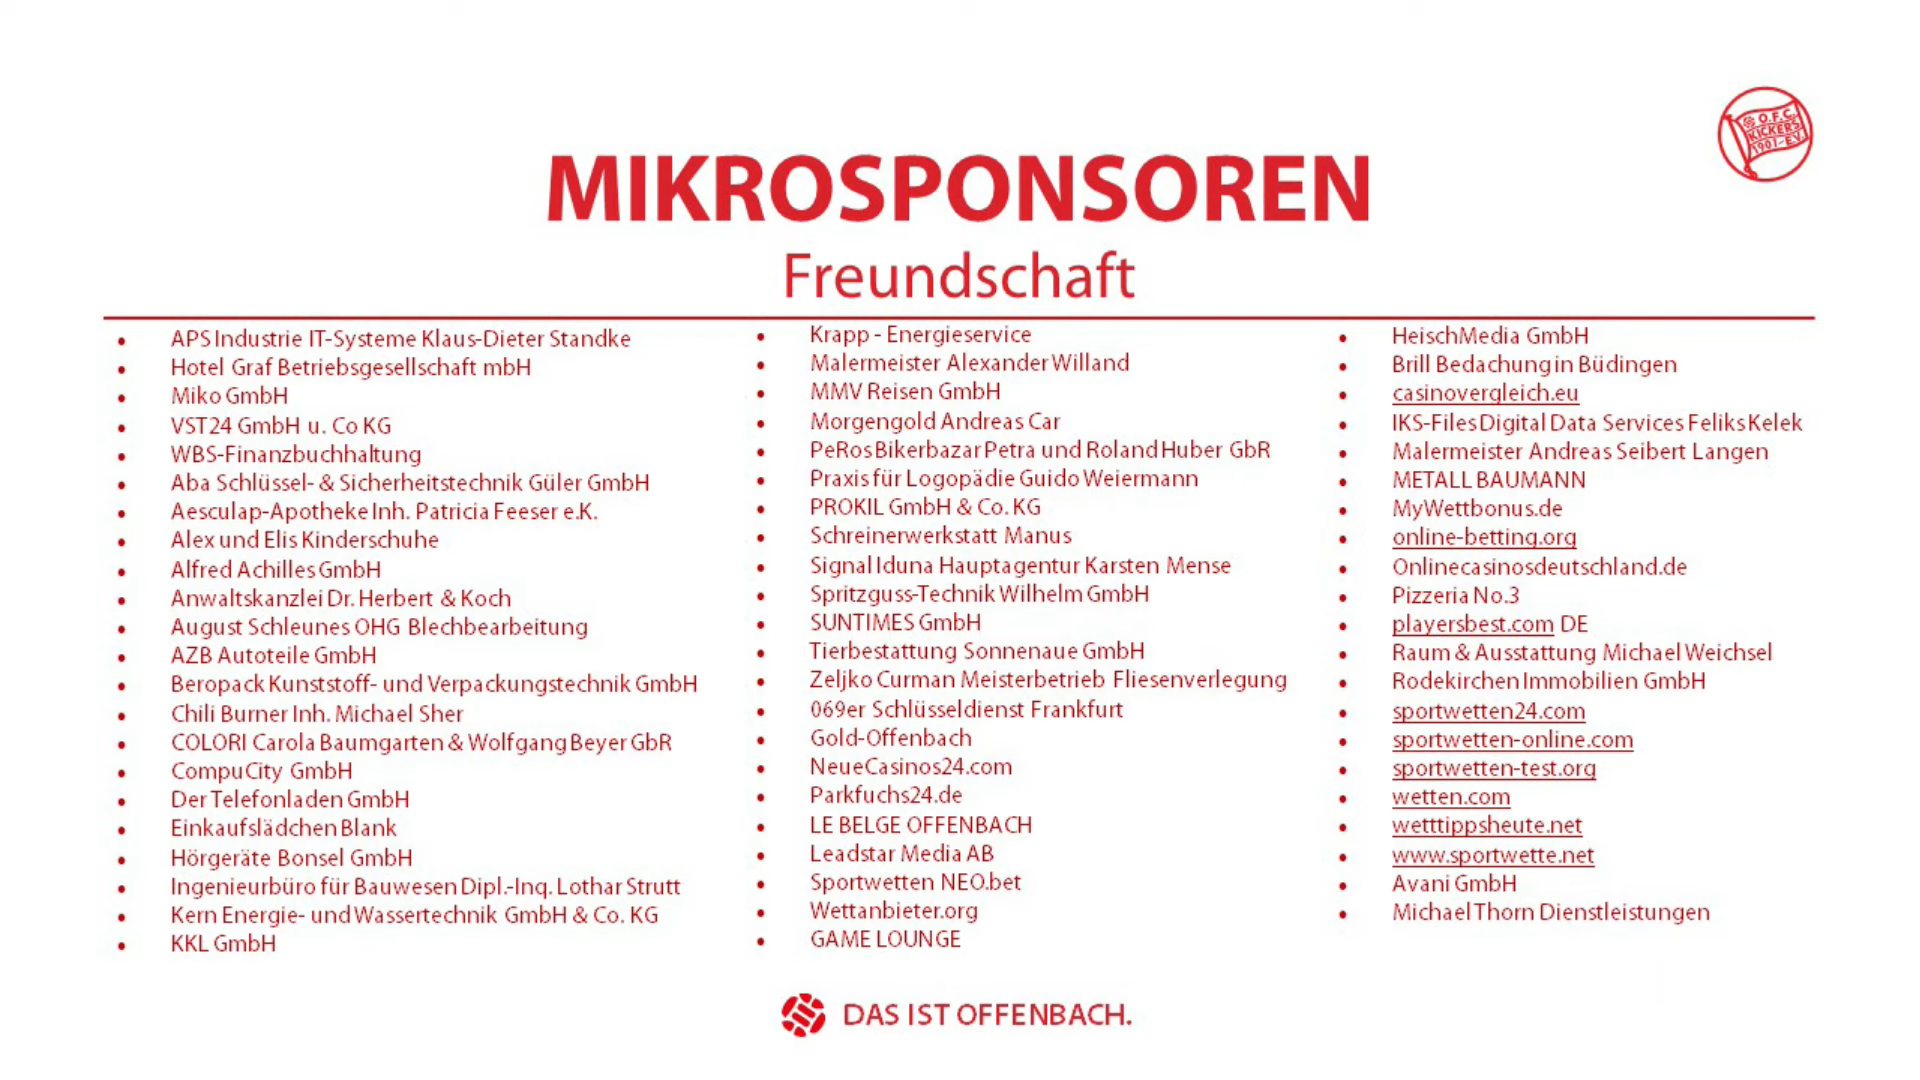 O.F.C.
KICKERS
1901-E.V.
MIKROSPONSOREN
Freundschaft
• APS Industrie IT-Systeme Klaus-Dieter Standke
• Hotel Graf Betriebsgesellschaft mbH
• Miko GmbH
• VST24 GmbH u. Co KG
• WBS-Finanzbuchhaltung
• Aba Schlüssel- & Sicherheitstechnik Güler GmbH
• Aesculap-Apotheke Inh. Patricia Feeser e.K.
• Alex und Elis Kinderschuhe
• Alfred Achilles GmbH
• Anwaltskanzlei Dr. Herbert & Koch
• August Schleunes OHG Blechbearbeitung
• AZB Autoteile GmbH
• Beropack Kunststoff- und Verpackungstechnik GmbH
• Chili Burner Inh. Michael Sher
• COLORI Carola Baumgarten & Wolfgang Beyer GbR
• CompuCity GmbH
• Der Telefonladen GmbH
• Einkaufslädchen Blank
• Hörgeräte Bonsel GmbH
• Ingenieurbüro für Bauwesen Dipl.-Inq. Lothar Strutt
• Kern Energie- und Wassertechnik GmbH & Co. KG
• KKL GmbH
• Krapp - Energieservice
• Malermeister Alexander Willand
• MMV Reisen GmbH
• Morgengold Andreas Car
• PeRos Bikerbazar Petra und Roland Huber GbR
• Praxis für Logopädie Guido Weiermann
• PROKIL GmbH & Co. KG
• Schreinerwerkstatt Manus
• Signal Iduna Hauptagentur Karsten Mense
• Spritzguss-Technik Wilhelm GmbH
• SUNTIMES GmbH
• Tierbestattung Sonnenaue GmbH
• Zeljko Curman Meisterbetrieb Fliesenverlegung
• 069er Schlüsseldienst Frankfurt
• Gold-Offenbach
• NeueCasinos24.com
• Parkfuchs24.de
• LE BELGE OFFENBACH
• Leadstar Media AB
• Sportwetten NEO.bet
• Wettanbieter.org
• GAME LOUNGE
• HeischMedia GmbH
• Brill Bedachung in Büdingen
• casinovergleich.eu
• IKS-Files Digital Data Services Feliks Kelek
• Malermeister Andreas Seibert Langen
• METALL BAUMANN
• MyWettbonus.de
• online-betting.org
• Onlinecasinosdeutschland.de
• Pizzeria No.3
• playersbest.com DE
• Raum & Ausstattung Michael Weichsel
• Rodekirchen Immobilien GmbH
• sportwetten24.com
• sportwetten-online.com
• sportwetten-test.org
• wetten.com
• wetttippsheute.net
• www.sportwette.net
• Avani GmbH
• Michael Thorn Dienstleistungen
DAS IST OFFENBACH.